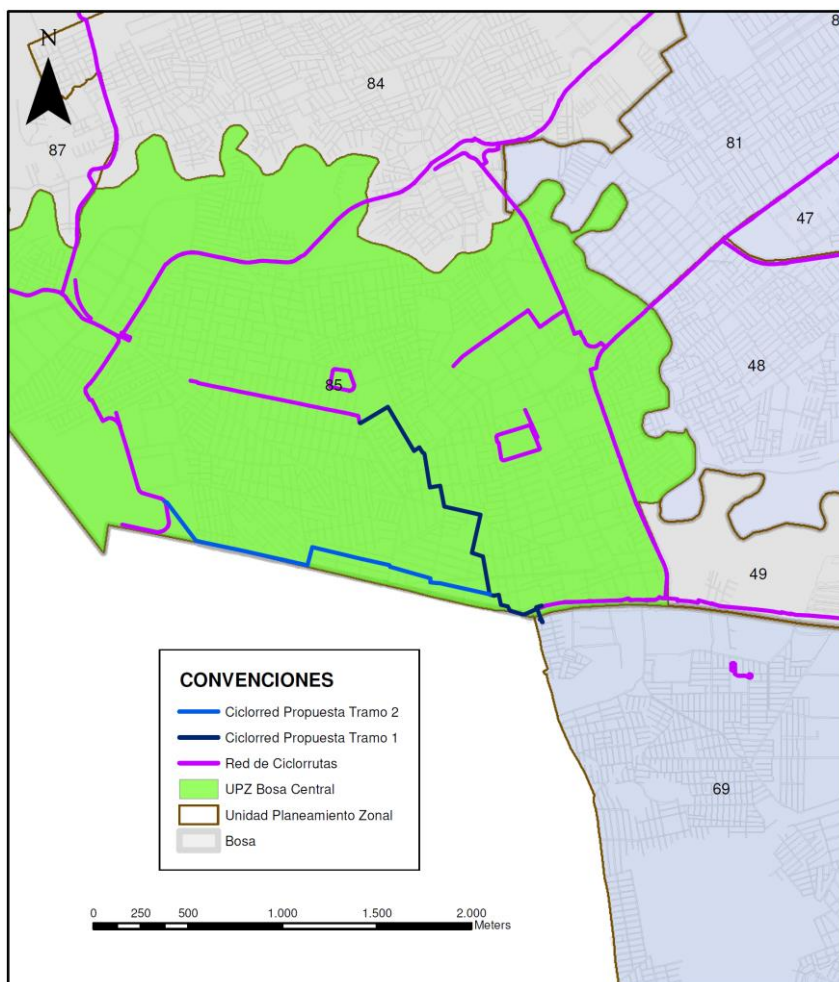 N
8
84
87
81
47
48
85
49
69
CONVENCIONES
Ciclorred Propuesta Tramo 2
Ciclorred Propuesta Tramo 1
Red de Ciclorrutas
UPZ Bosa Central
Unidad Planeamiento Zonal
Bosa
0 250 500 1.000 1.500 2.000
Meters